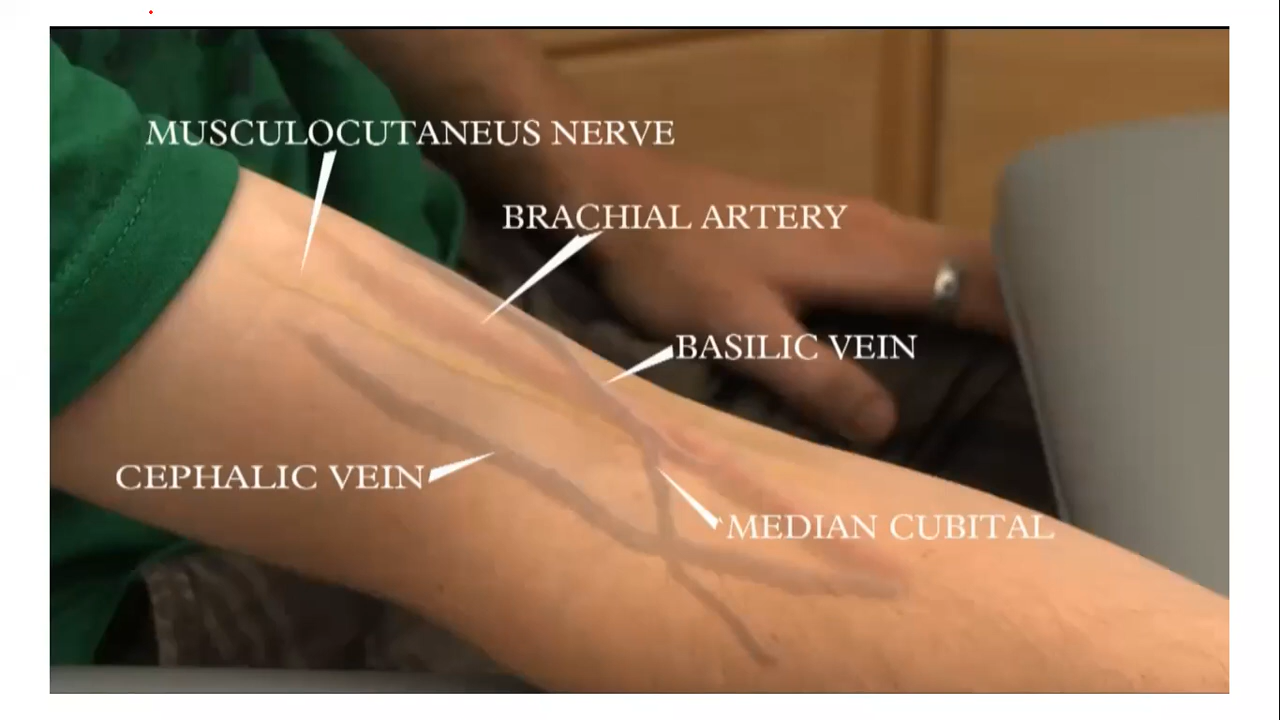 MUSCULOCUTANEUS NERVE
BRACHIAL ARTERY
BASILIC VEIN
CEPHALIC VEIN
MEDIAN CUBITAL